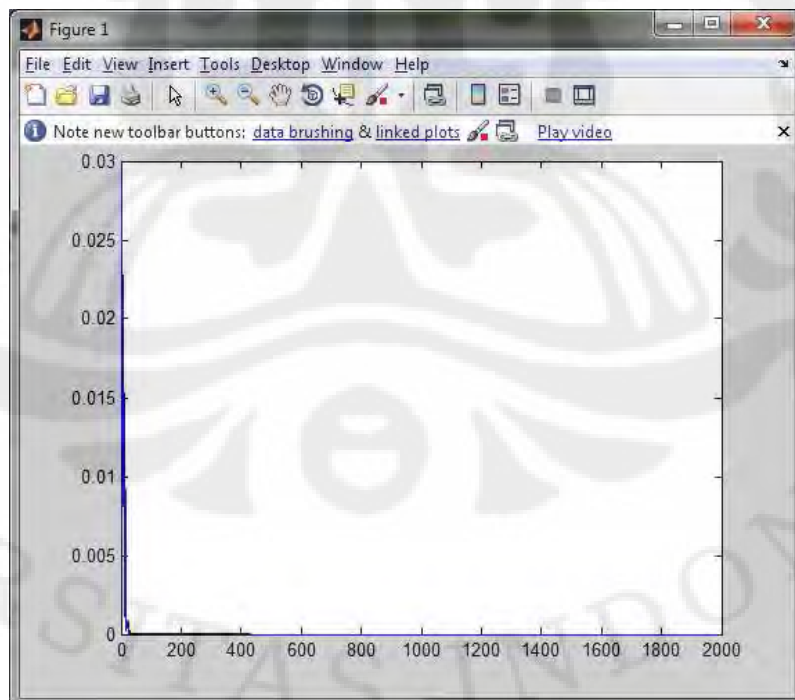 Figure 1
File Edit View Insert Tools Desktop Window Help
Note new toolbar buttons: data brushing & linked plots Play video
0.03
0.025
0.02
0.015
0.01
0.005
0
0 200 400 600 800 1000 1200 1400 1600 1800 2000
RSITAS INDON